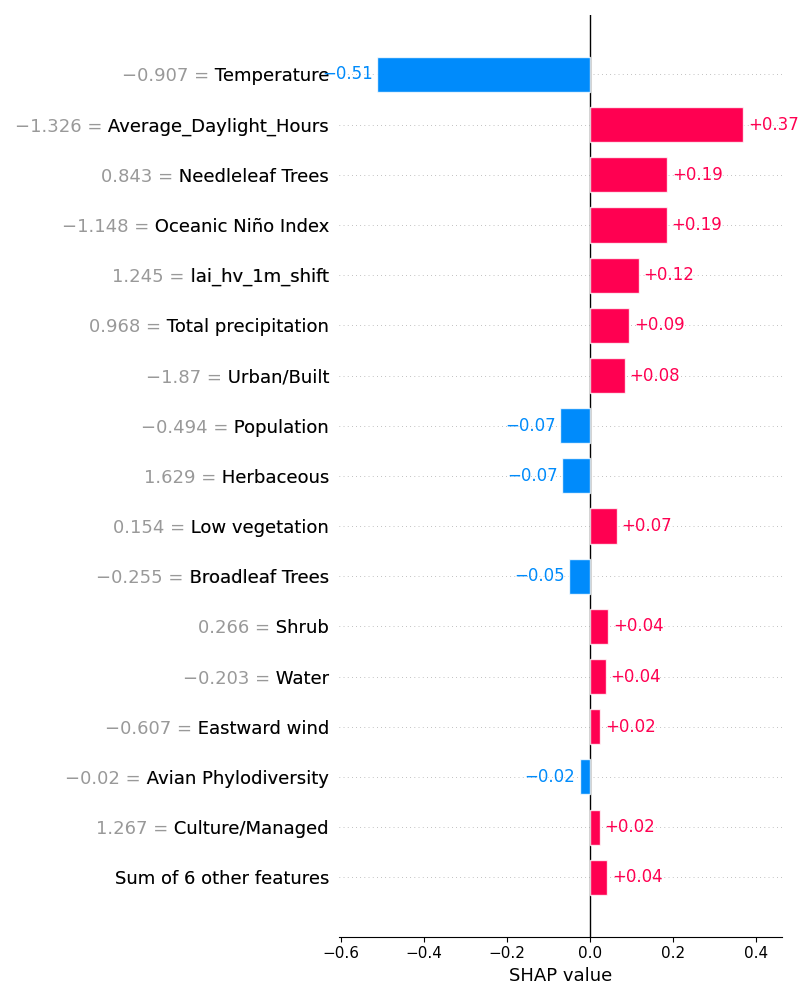 −0.907 = Temperature −0.51
−1.326 = Average_Daylight_Hours +0.37
0.843 = Needleleaf Trees +0.19
−1.148 = Oceanic Niño Index +0.19
1.245 = lai_hv_1m_shift +0.12
0.968 = Total precipitation +0.09
−1.87 = Urban/Built +0.08
−0.494 = Population −0.07
1.629 = Herbaceous −0.07
0.154 = Low vegetation +0.07
−0.255 = Broadleaf Trees −0.05
0.266 = Shrub +0.04
−0.203 = Water +0.04
−0.607 = Eastward wind +0.02
−0.02 = Avian Phylodiversity −0.02
1.267 = Culture/Managed +0.02
Sum of 6 other features +0.04
−0.6 −0.4 −0.2 0.0 0.2 0.4
SHAP value